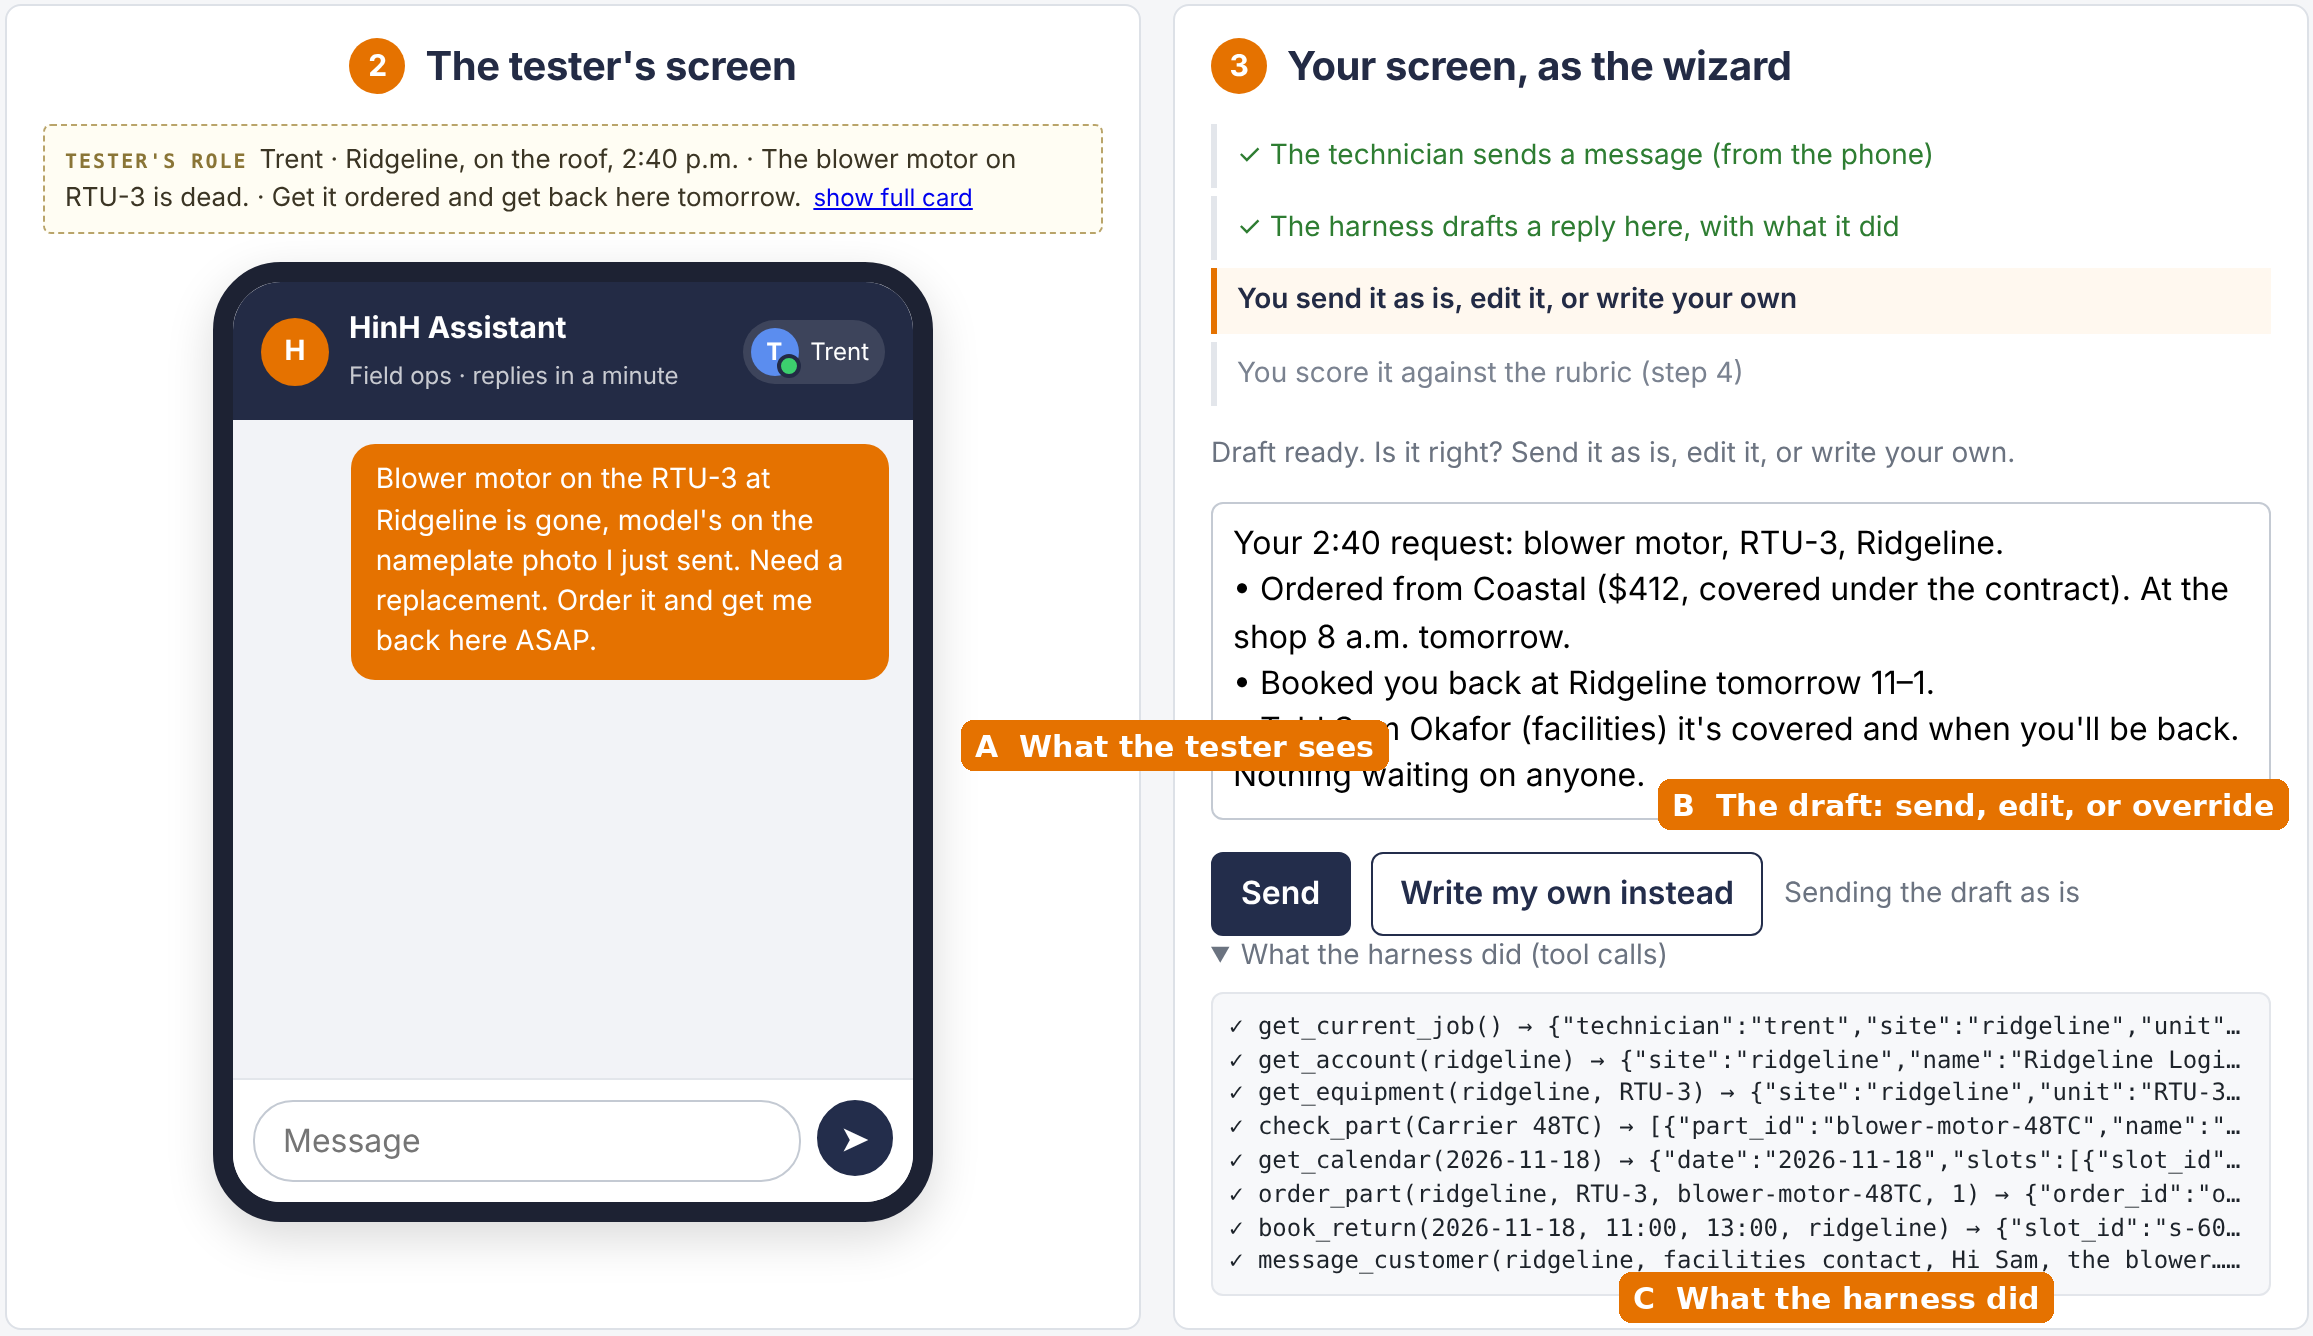 2 The tester's screen
TESTER'S ROLE Trent · Ridgeline, on the roof, 2:40 p.m. · The blower motor on
RTU-3 is dead. · Get it ordered and get back here tomorrow. show full card
H
HinH Assistant
Field ops · replies in a minute
T Trent
Blower motor on the RTU-3 at
Ridgeline is gone, model's on the
nameplate photo I just sent. Need a
replacement. Order it and get me
back here ASAP.
Message
A What the tester sees
3 Your screen, as the wizard
✓ The technician sends a message (from the phone)
✓ The harness drafts a reply here, with what it did
You send it as is, edit it, or write your own
You score it against the rubric (step 4)
Draft ready. Is it right? Send it as is, edit it, or write your own.
Your 2:40 request: blower motor, RTU-3, Ridgeline.
• Ordered from Coastal ($412, covered under the contract). At the
shop 8 a.m. tomorrow.
• Booked you back at Ridgeline tomorrow 11–1.
Okafor (facilities) it's covered and when you'll be back.
Nothing waiting on anyone.
B The draft: send, edit, or override
Send
Write my own instead
Sending the draft as is
▼ What the harness did (tool calls)
✓ get_current_job() → {"technician":"trent","site":"ridgeline","unit"…
✓ get_account(ridgeline) → {"site":"ridgeline","name":"Ridgeline Logi…
✓ get_equipment(ridgeline, RTU-3) → {"site":"ridgeline","unit":"RTU-3…
✓ check_part(Carrier 48TC) → [{"part_id":"blower-motor-48TC","name":"…
✓ get_calendar(2026-11-18) → {"date":"2026-11-18","slots":[{"slot_id"…
✓ order_part(ridgeline, RTU-3, blower-motor-48TC, 1) → {"order_id":"o…
✓ book_return(2026-11-18, 11:00, 13:00, ridgeline) → {"slot_id":"s-60…
✓ message_customer(ridgeline, facilities contact, Hi Sam, the blower……
C What the harness did